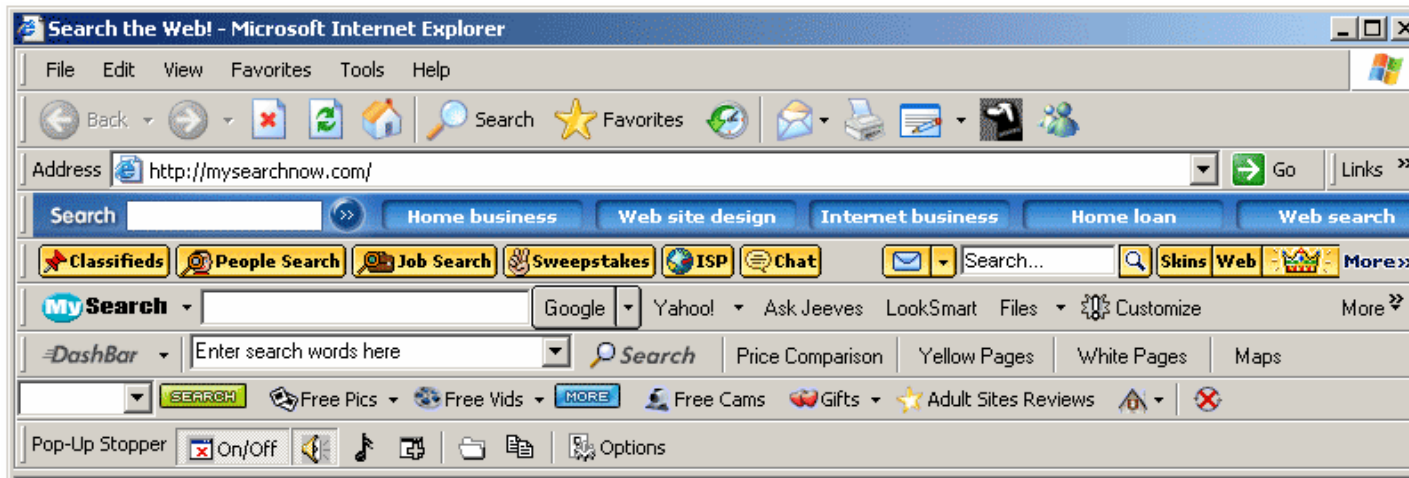 Search the Web! - Microsoft Internet Explorer
File Edit View Favorites Tools Help
Back Search Favorites
Address http://mysearchnow.com/ Go Links »
Search Home business Web site design Internet business Home loan Web search
Classifieds People Search Job Search Sweepstakes ISP Chat Search... Skins Web More»
My Search Google Yahoo! Ask Jeeves LookSmart Files Customize More »
DashBar Enter search words here Search Price Comparison Yellow Pages White Pages Maps
SEARCH Free Pics Free Vids MORE Free Cams Gifts Adult Sites Reviews
Pop-Up Stopper On/Off Options